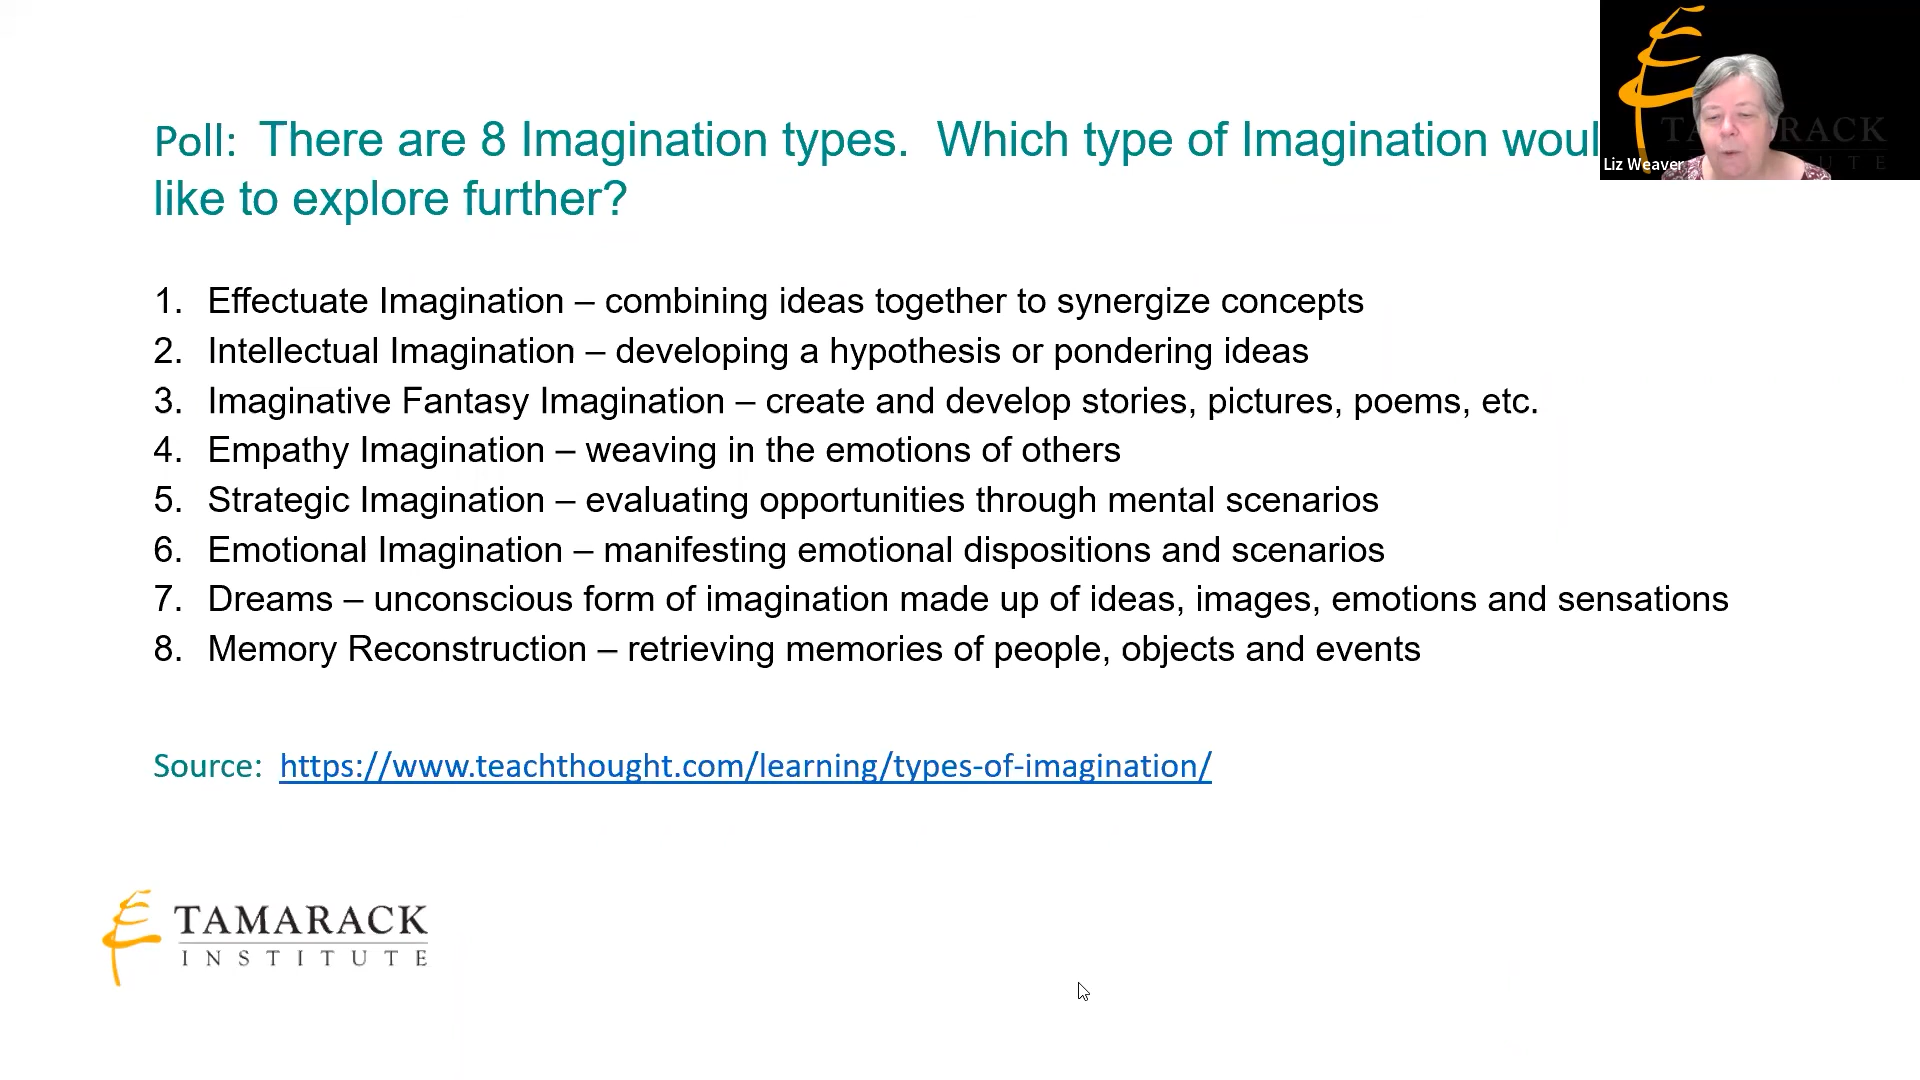 Poll: There are 8 Imagination types. Which type of Imagination woul
like to explore further?
1. Effectuate Imagination – combining ideas together to synergize concepts
2. Intellectual Imagination – developing a hypothesis or pondering ideas
3. Imaginative Fantasy Imagination – create and develop stories, pictures, poems, etc.
4. Empathy Imagination – weaving in the emotions of others
5. Strategic Imagination – evaluating opportunities through mental scenarios
6. Emotional Imagination – manifesting emotional dispositions and scenarios
7. Dreams – unconscious form of imagination made up of ideas, images, emotions and sensations
8. Memory Reconstruction – retrieving memories of people, objects and events
Source: https://www.teachthought.com/learning/types-of-imagination/
TAMARACK
INSTITUTE
Liz Weaver